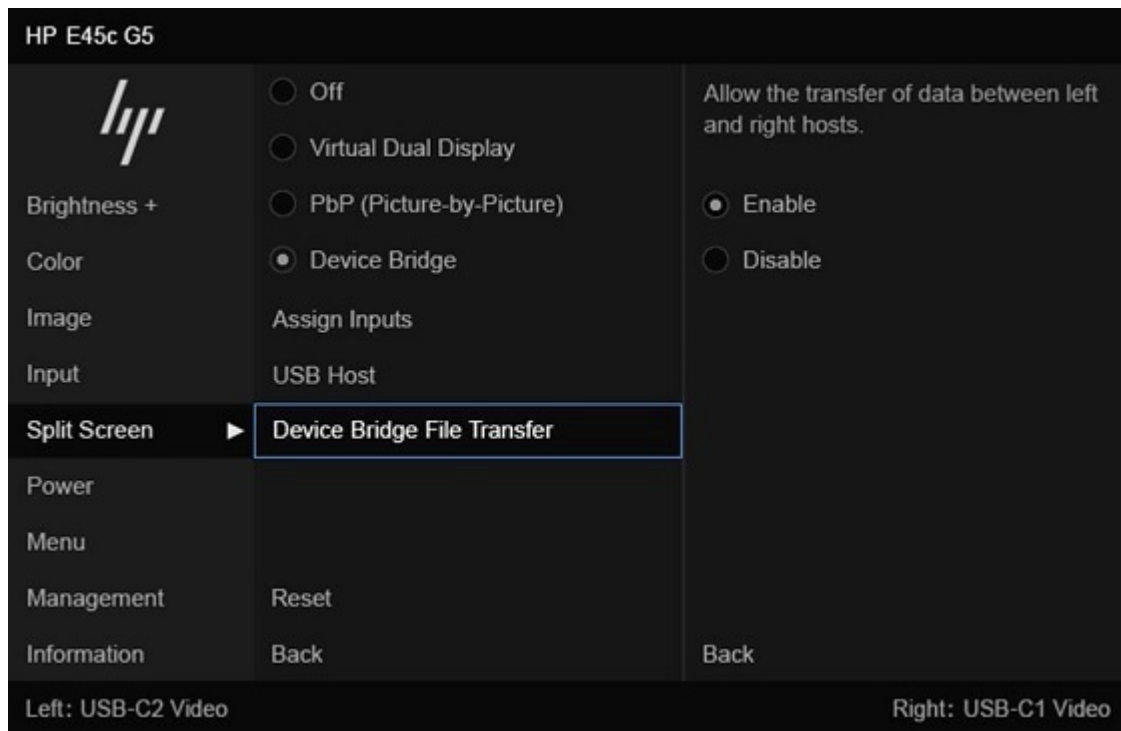 HP E45c G5
hp
Brightness +
Color
Image
Input
Split Screen
Power
Menu
Management
Information
Off
Virtual Dual Display
PbP (Picture-by-Picture)
Device Bridge
Assign Inputs
USB Host
Device Bridge File Transfer
Reset
Back
Allow the transfer of data between left
and right hosts.
Enable
Disable
Back
Left: USB-C2 Video
Right: USB-C1 Video